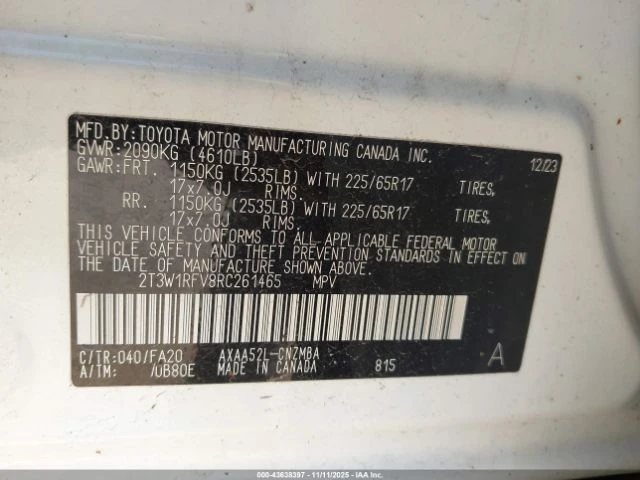 MFD.BY:TOYOTA MOTOR MANUFACTURING CANADA INC.
GVWR:2090KG (4610LB) 12/23
GAWR:FRT. 1150KG (2535LB) WITH 225/65R17 TIRES,
17x7.0J RIMS.
RR. 1150KG (2535LB) WITH 225/65R17 TIRES,
17x7.0J RIMS.
THIS VEHICLE CONFORMS TO ALL APPLICABLE FEDERAL MOTOR
VEHICLE SAFETY AND THEFT PREVENTION STANDARDS IN EFFECT ON
THE DATE OF MANUFACTURE SHOWN ABOVE.
2T3W1RFV8RC261465 MPV
C/TR:040/FA20 AXAA52L-CNZMBA
A/TM: /UB80E MADE IN CANADA 815 A
000-43638397 - 11/11/2025 - IAAI.COM